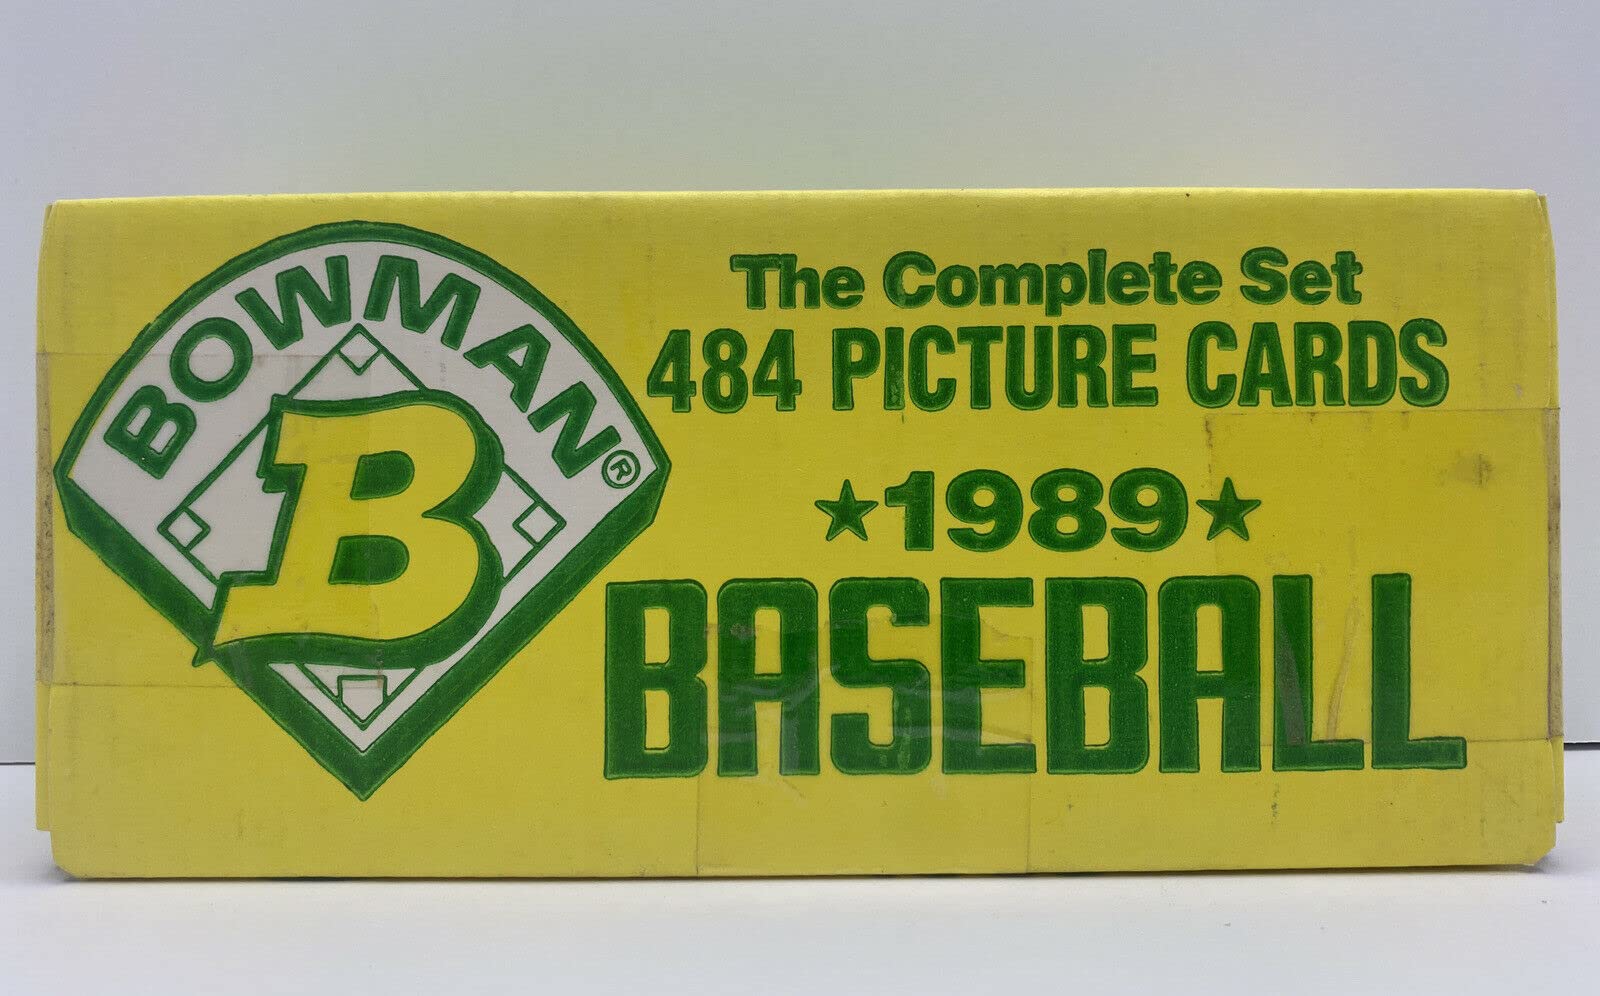 BOWMAN®
B
The Complete Set
484 PICTURE CARDS
★1989★
BASEBALL